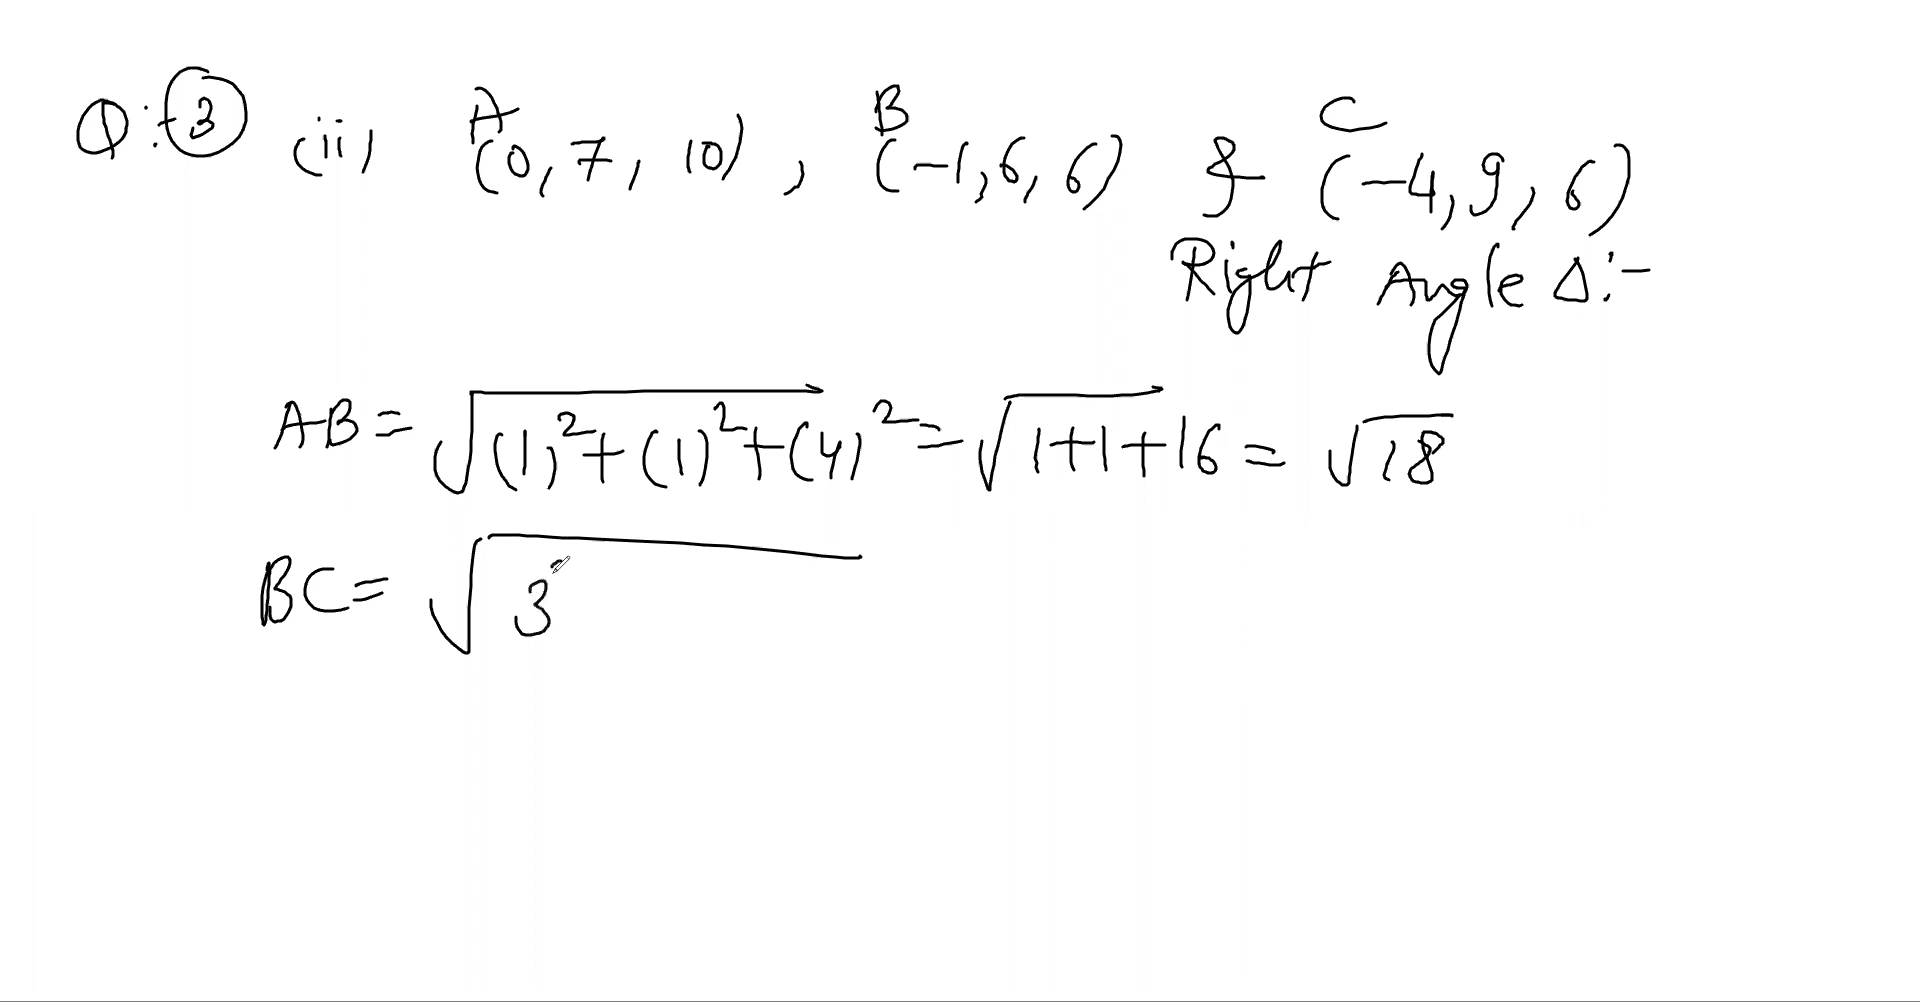 Q:- 3 (ii) A(0, 7, 10), B(-1, 6, 6) & C(-4, 9, 6)
Right Angle Δ:-
AB = √(1)²+(1)²+(4)² = √1+1+16 = √18
BC = √3